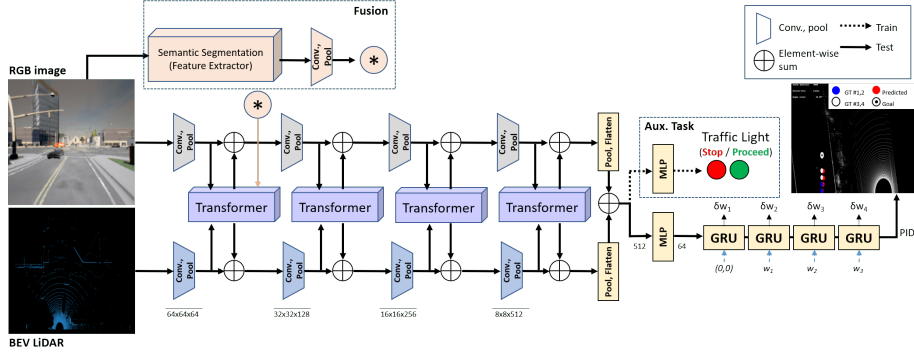 Fusion
Semantic Segmentation
(Feature Extractor)
Conv.,
Pool
*
Conv., pool
Element-wise
sum
Train
Test
RGB image
*
Conv.,
Pool
Conv.,
Pool
Conv.,
Pool
Conv.,
Pool
Pool, Flatten
Transformer
Transformer
Transformer
Transformer
Conv.,
Pool
Conv.,
Pool
Conv.,
Pool
Conv.,
Pool
Pool, Flatten
64x64x64
32x32x128
16x16x256
8x8x512
BEV LiDAR
Aux. Task
Traffic Light
(Stop / Proceed)
MLP
GT #1,2
Predicted
GT #3,4
Goal
512
MLP
64
δw1
δw2
δw3
δw4
GRU
GRU
GRU
GRU
PID
(0,0)
w1
w2
w3